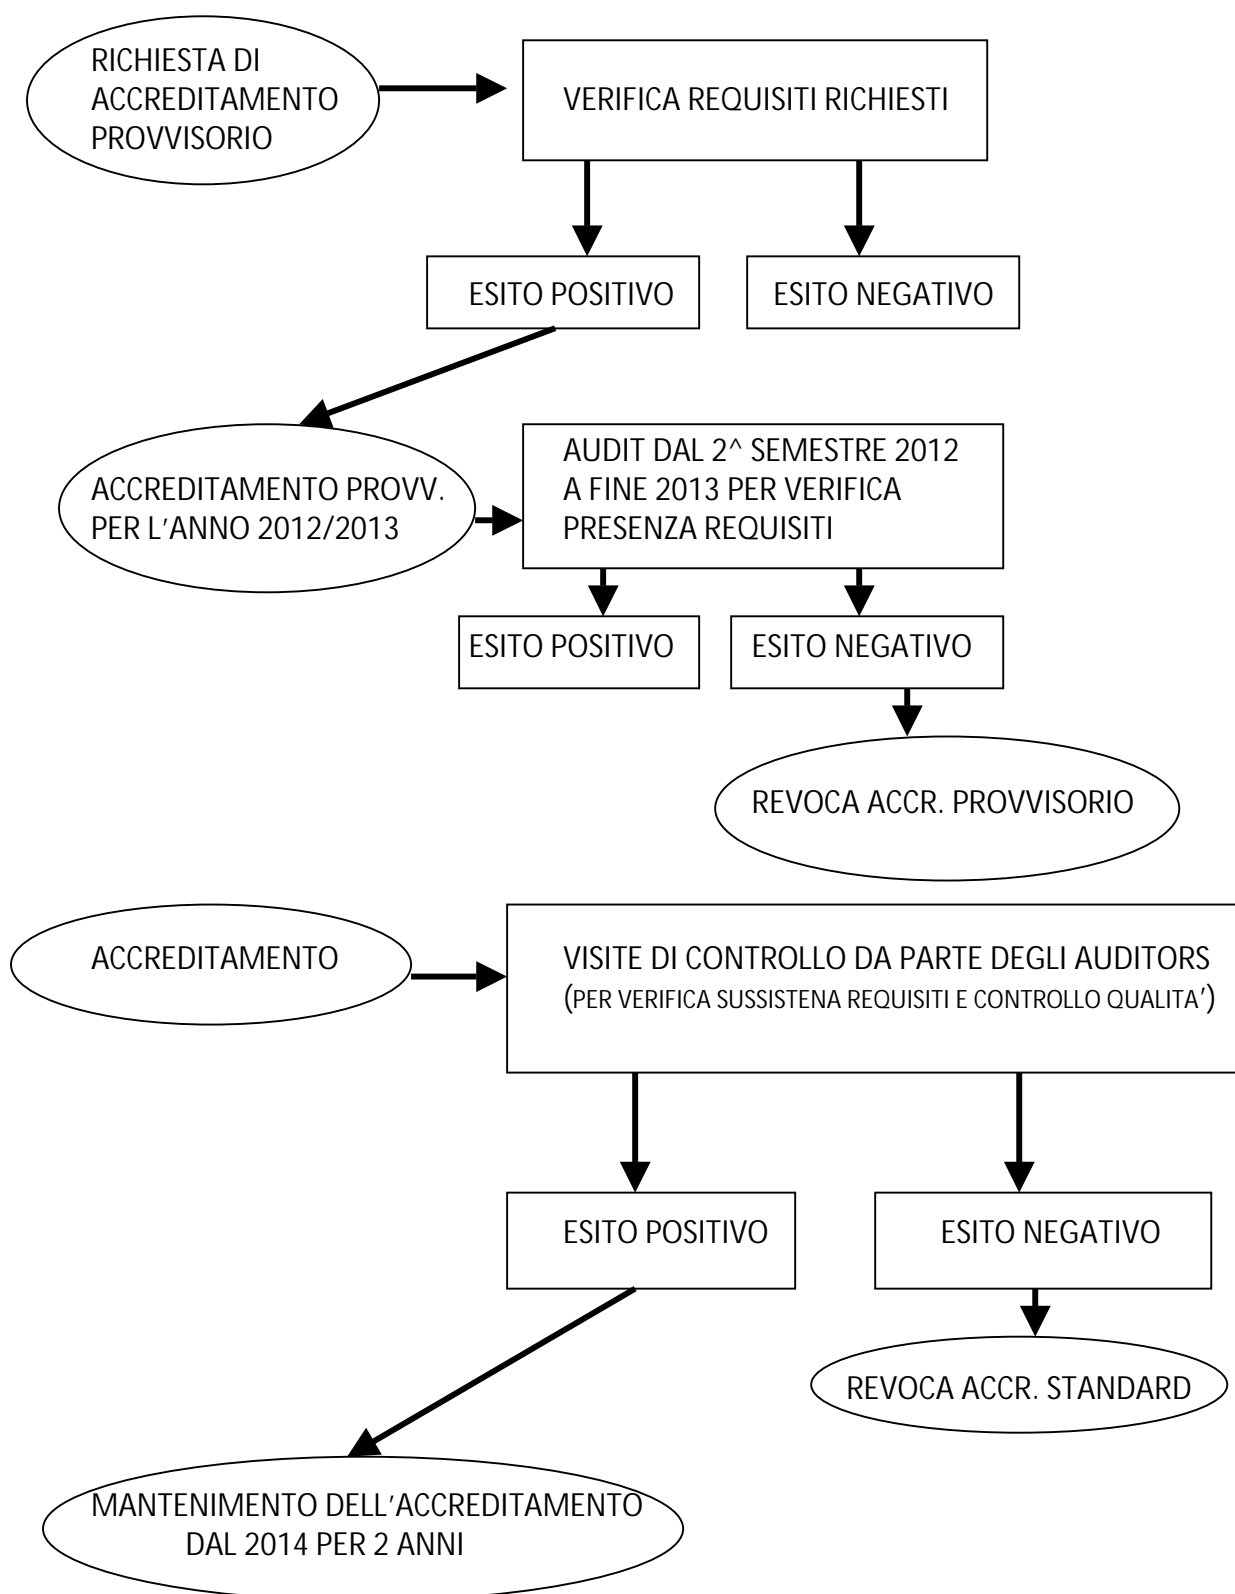 RICHIESTA DI
ACCREDITAMENTO
PROVVISORIO
VERIFICA REQUISITI RICHIESTI
ESITO POSITIVO
ESITO NEGATIVO
ACCREDITAMENTO PROVV.
PER L'ANNO 2012/2013
AUDIT DAL 2^ SEMESTRE 2012
A FINE 2013 PER VERIFICA
PRESENZA REQUISITI
ESITO POSITIVO
ESITO NEGATIVO
REVOCA ACCR. PROVVISORIO
ACCREDITAMENTO
VISITE DI CONTROLLO DA PARTE DEGLI AUDITORS
(PER VERIFICA SUSSISTENA REQUISITI E CONTROLLO QUALITA')
ESITO POSITIVO
ESITO NEGATIVO
REVOCA ACCR. STANDARD
MANTENIMENTO DELL'ACCREDITAMENTO
DAL 2014 PER 2 ANNI